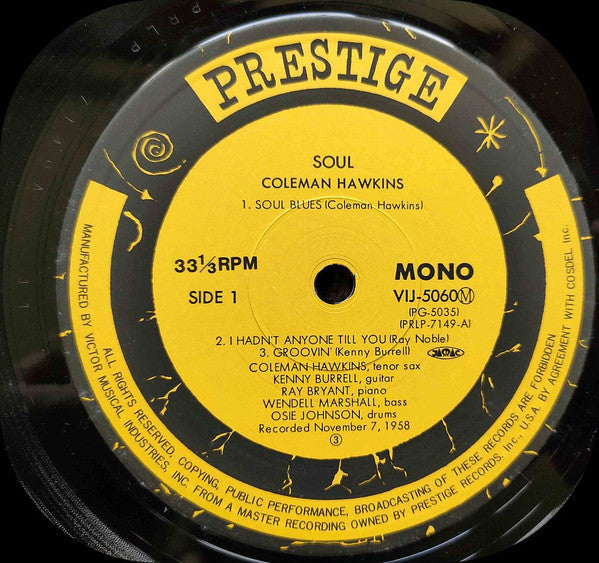 PRESTIGE
SOUL
COLEMAN HAWKINS
1. SOUL BLUES (Coleman Hawkins)
33⅓ RPM
SIDE 1
MONO
VIJ-5060Ⓜ
(PG-5035)
(PRLP-7149-A)
2. I HADN'T ANYONE TILL YOU (Ray Noble)
3. GROOVIN' (Kenny Burrell)
COLEMAN HAWKINS, tenor sax
KENNY BURRELL, guitar
RAY BRYANT, piano
WENDELL MARSHALL, bass
OSIE JOHNSON, drums
Recorded November 7, 1958
③
MANUFACTURED BY VICTOR MUSICAL INDUSTRIES, INC. FROM A MASTER RECORDING OWNED BY PRESTIGE RECORDS, Inc., U.S.A. BY AGREEMENT WITH COSDEL Inc.
ALL RIGHTS RESERVED, COPYING, PUBLIC PERFORMANCE, BROADCASTING OF THESE RECORDS ARE FORBIDDEN